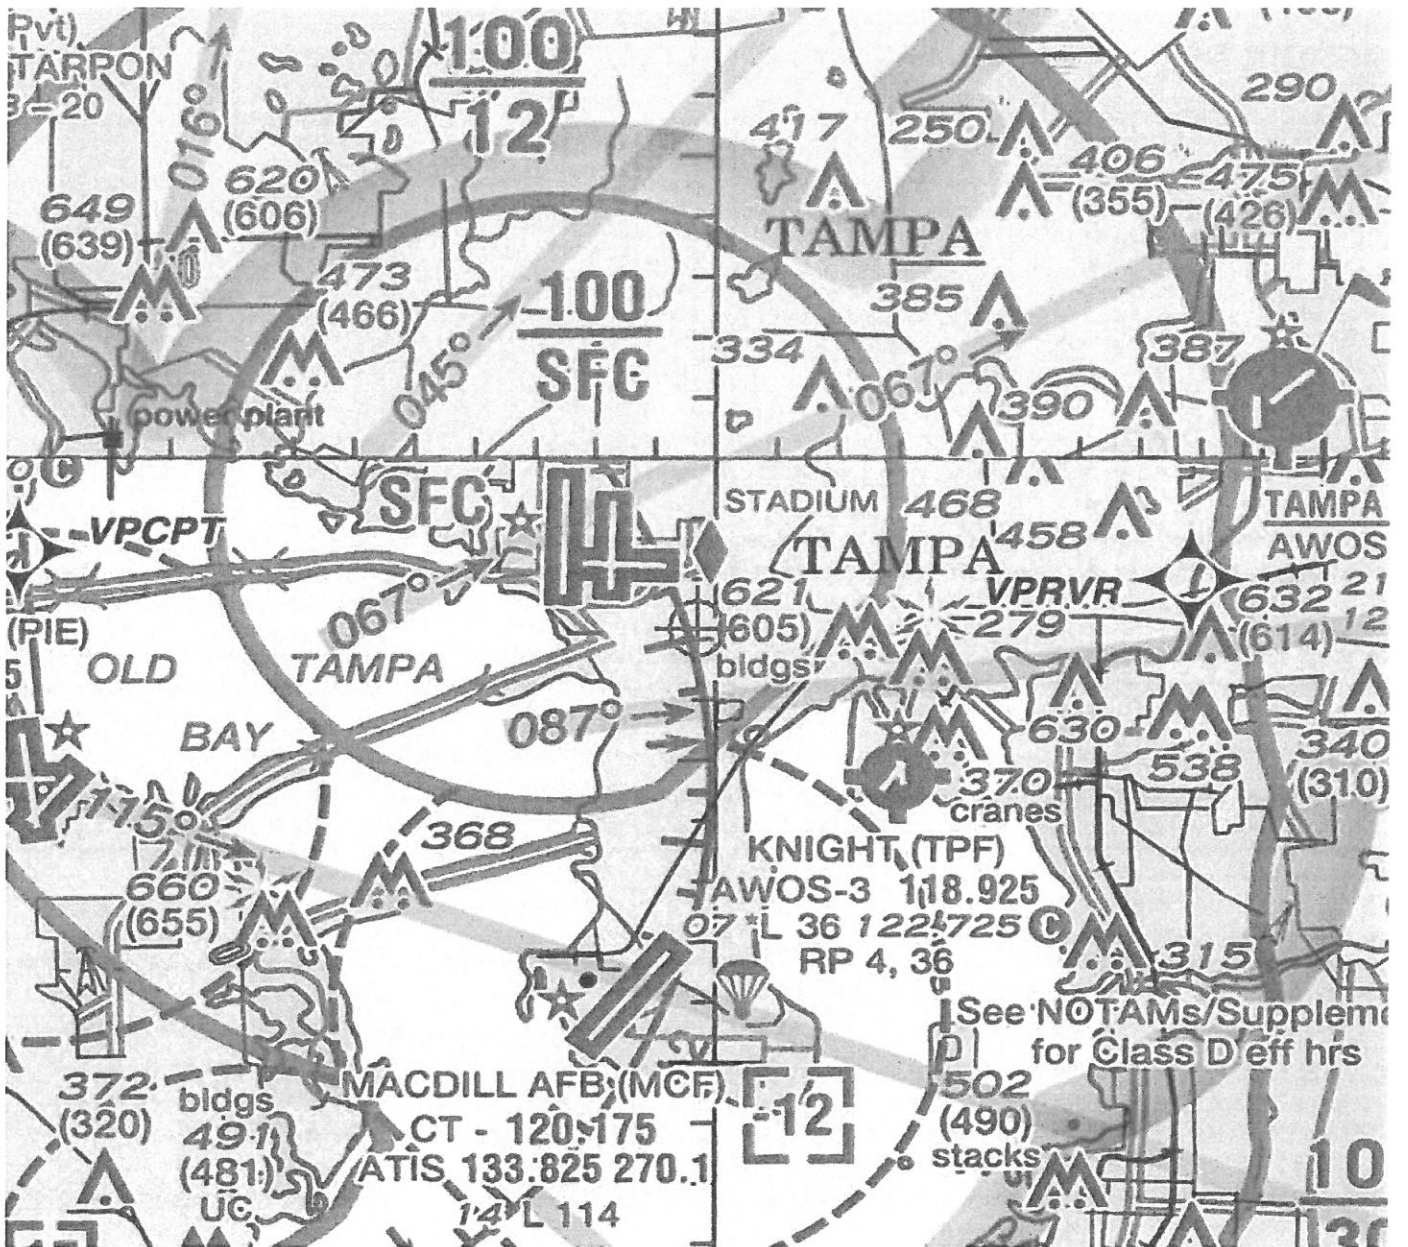 Pvt)
TARPON
3-20
016°
649
(639)
620
(606)
473
(466)
power plant
100
12
045°
100
SFC
417
250
290
406
(355)
475
(426)
TAMPA
385
334
067°
390
387
C
VPCPT
SFC
067°
(PIE)
5
OLD TAMPA
BAY
087°
115°
368
660
(655)
STADIUM
468
458
TAMPA
TAMPA
AWOS
VPRVR
621
(605)
bldgs
279
632
(614)
21
12
630
538
340
(310)
370
cranes
KNIGHT (TPF)
AWOS-3 118.925
07 *L 36 122.725 C
RP 4, 36
315
See NOTAMs/Suppleme
for Class D eff hrs
372
(320)
bldgs
491
(481)
UC
MACDILL AFB (MCF)
CT - 120.175
ATIS 133.825 270.1
14 *L 114
-12
502
(490)
stacks
10
30